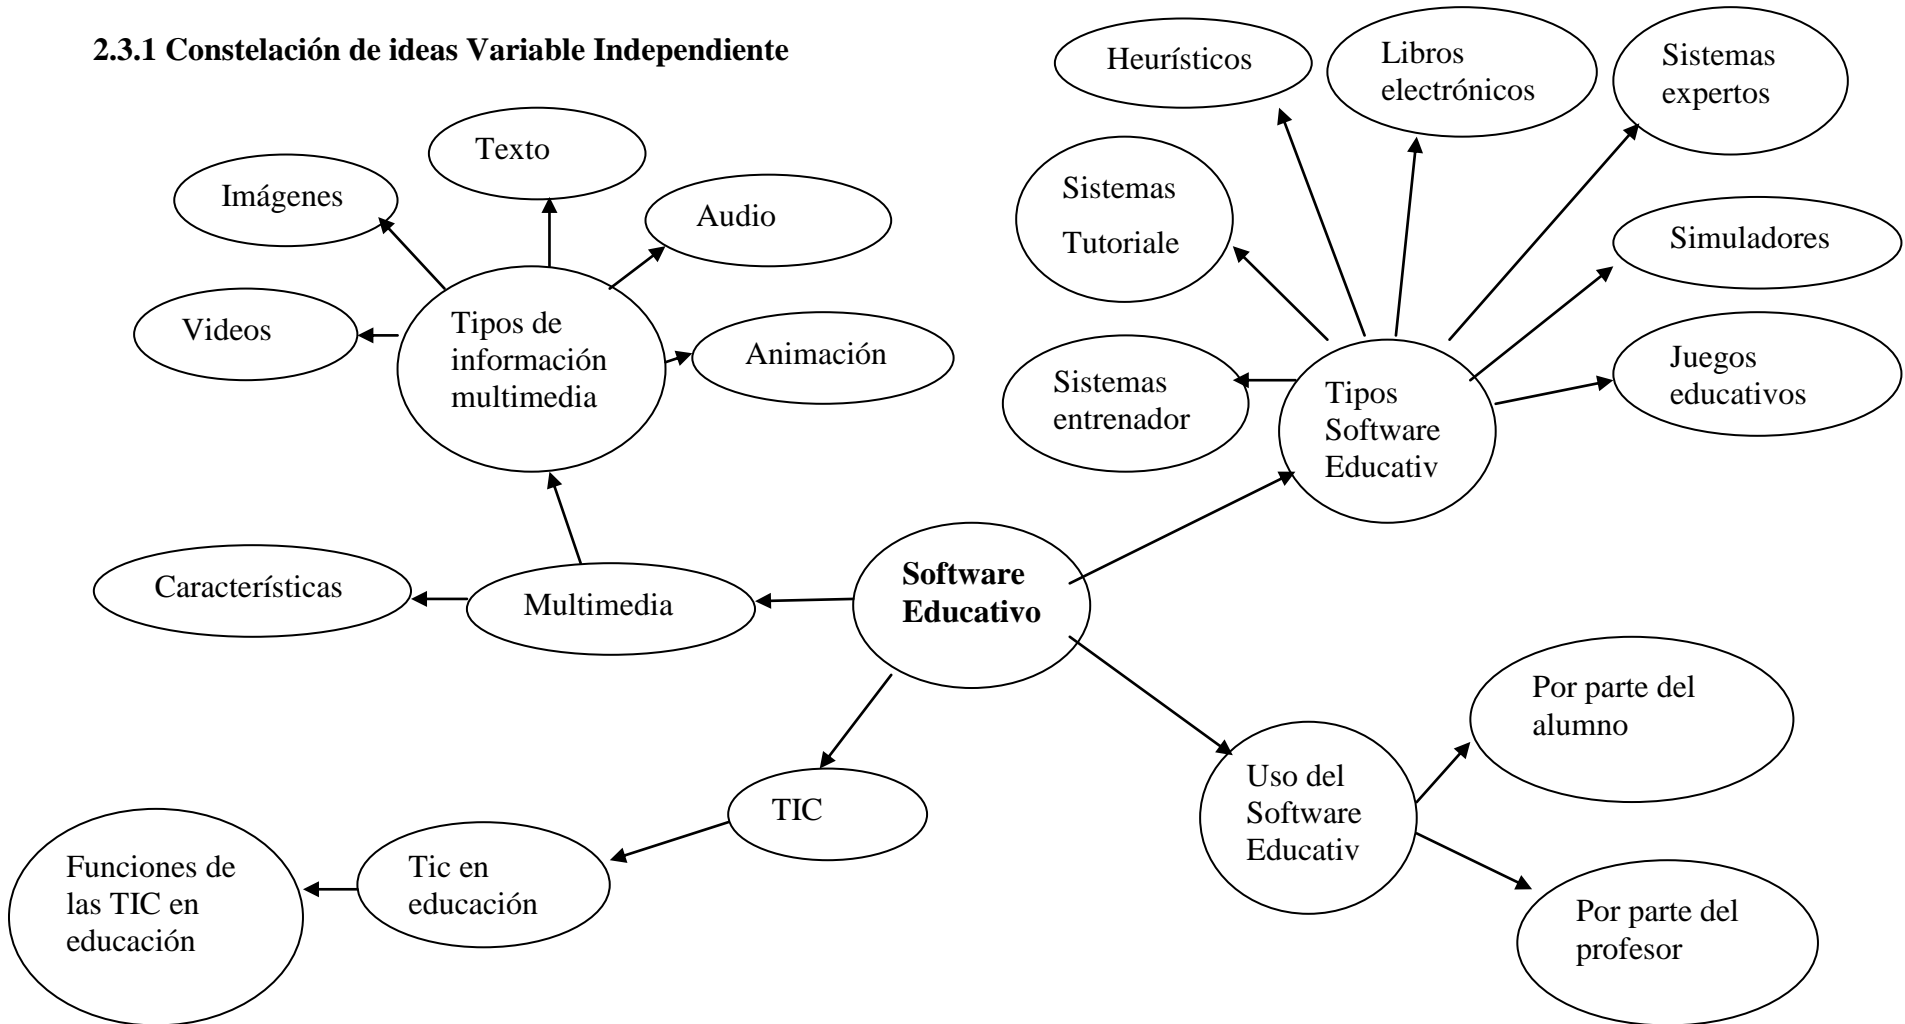 2.3.1 Constelación de ideas Variable Independiente
Heurísticos
Libros
electrónicos
Sistemas
expertos
Texto
Imágenes
Audio
Sistemas
Tutoriale
Simuladores
Videos
Tipos de
información
multimedia
Animación
Sistemas
entrenador
Tipos
Software
Educativ
Juegos
educativos
Características
Multimedia
Software
Educativo
Por parte del
alumno
Uso del
Software
Educativ
TIC
Tic en
educación
Funciones de
las TIC en
educación
Por parte del
profesor